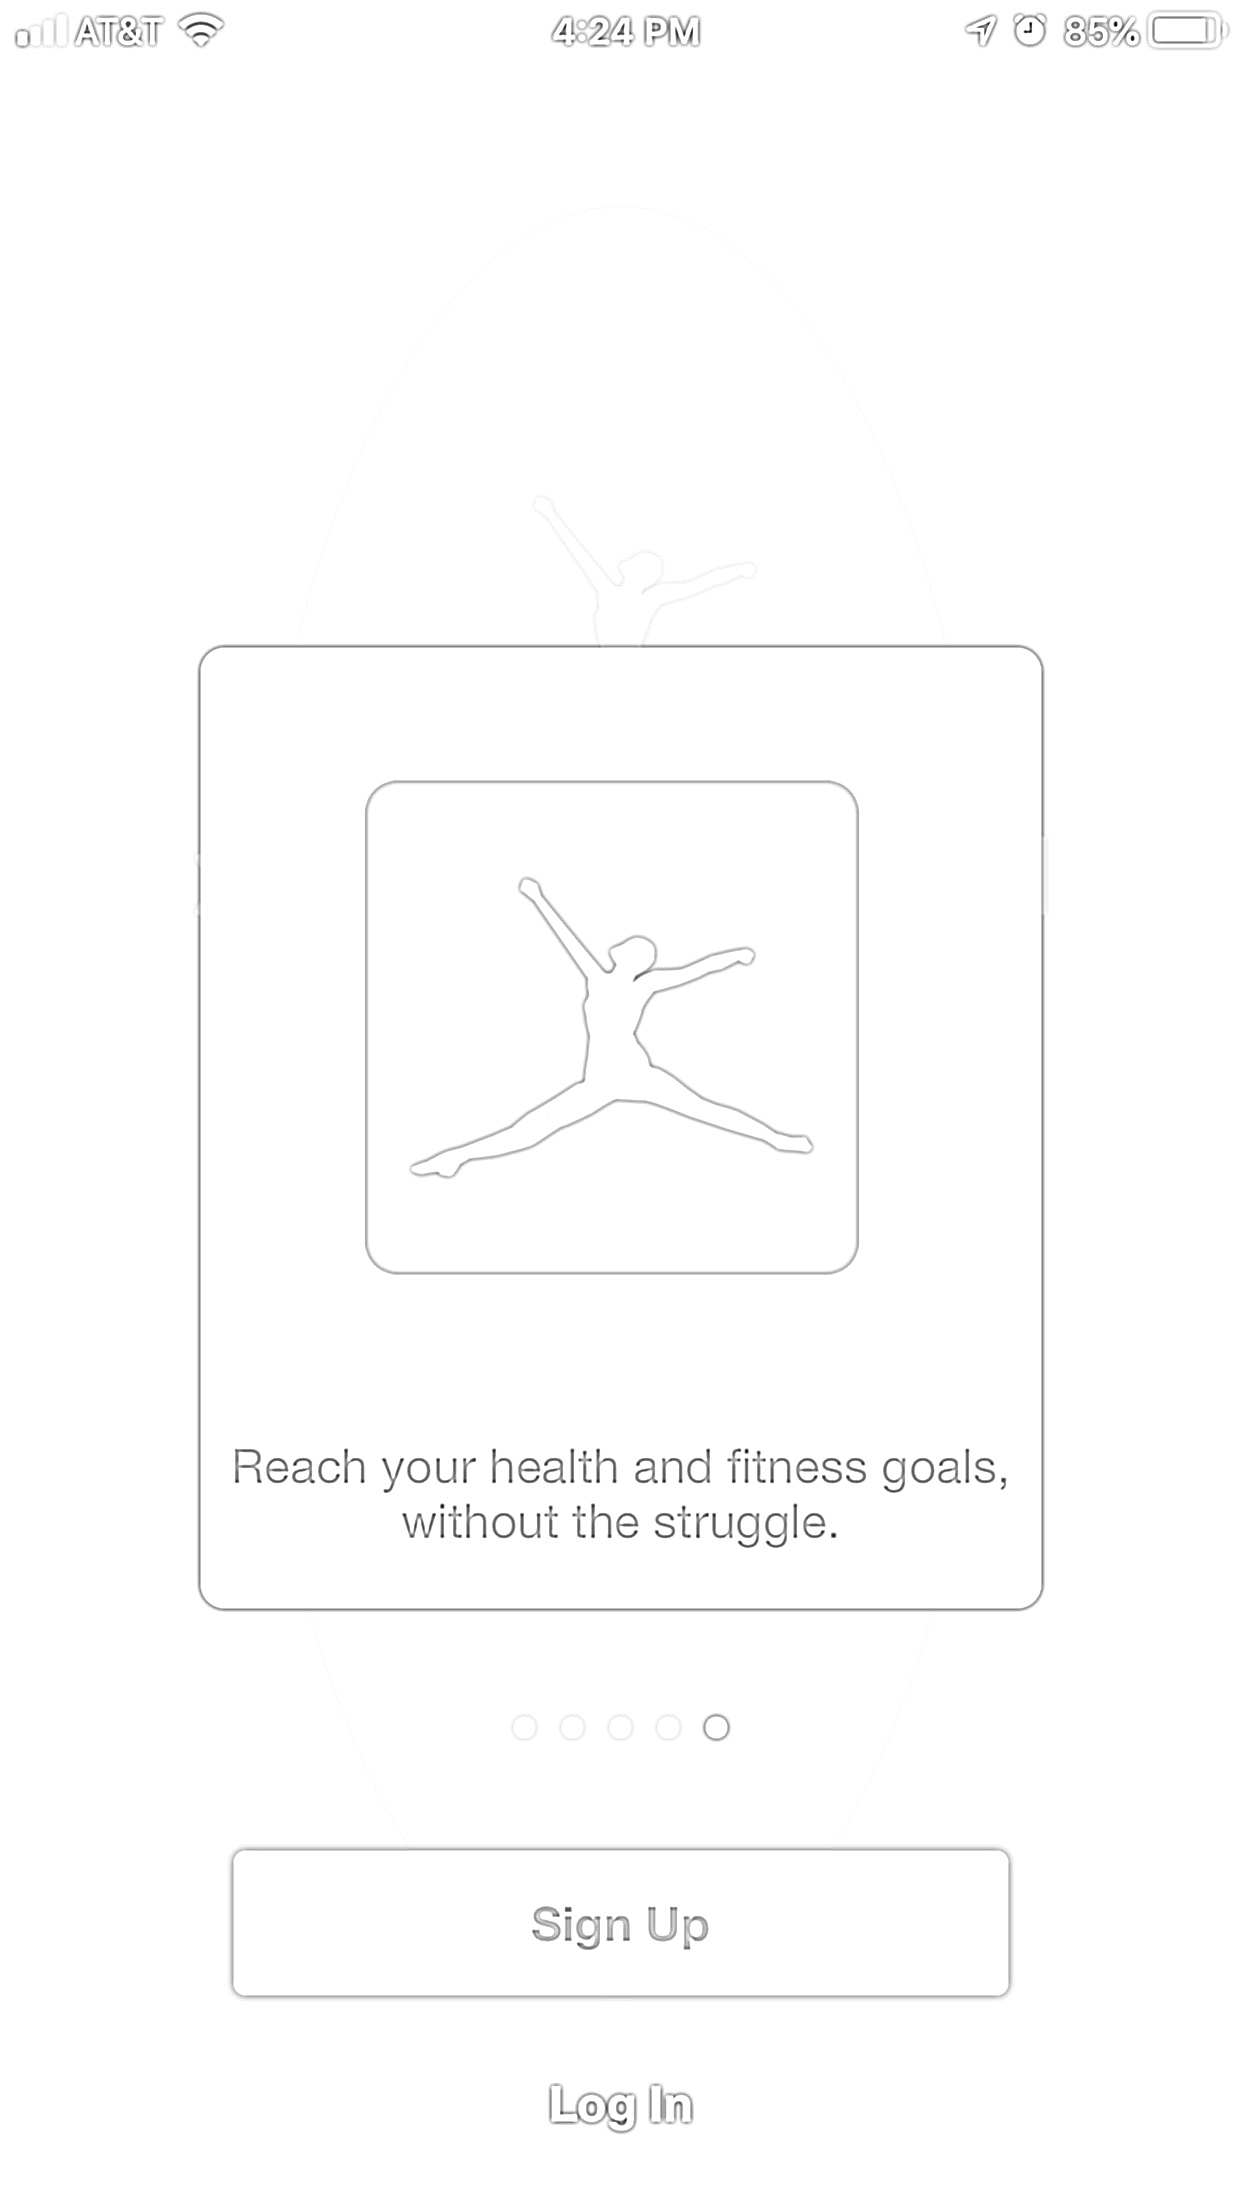 AT&T 4:24 PM 85%
Reach your health and fitness goals,
without the struggle.
Sign Up
Log In